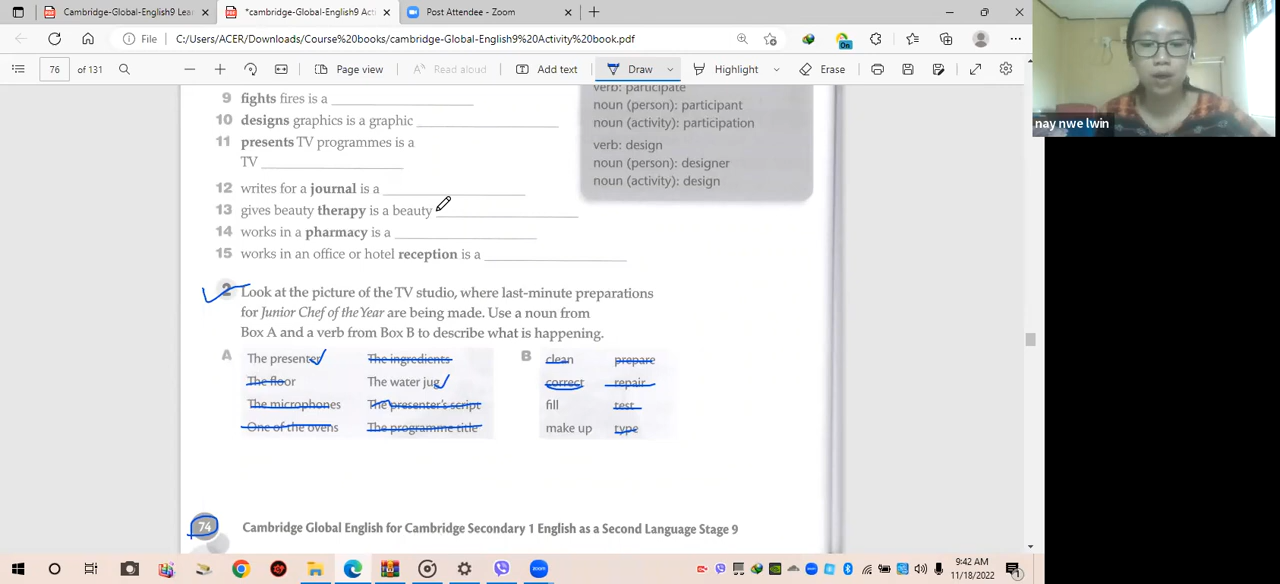 Cambridge-Global-English9 Lear
*cambridge-Global-English9 Acti
Post Attendee - Zoom
File
C:/Users/ACER/Downloads/Course%20books/cambridge-Global-English9%20Activity%20book.pdf
On
76 of 131
Page view
Read aloud
Add text
Draw
Highlight
Erase
nay nwe lwin
9 fights fires is a
10 designs graphics is a graphic
11 presents TV programmes is a
TV
12 writes for a journal is a
13 gives beauty therapy is a beauty
14 works in a pharmacy is a
15 works in an office or hotel reception is a
verb: participate
noun (person): participant
noun (activity): participation
verb: design
noun (person): designer
noun (activity): design
2 Look at the picture of the TV studio, where last-minute preparations
for Junior Chef of the Year are being made. Use a noun from
Box A and a verb from Box B to describe what is happening.
A The presenter The ingredients
The floor The water jug
The microphones The presenter's script
One of the ovens The programme title
B clean prepare
correct repair
fill test
make up type
74 Cambridge Global English for Cambridge Secondary 1 English as a Second Language Stage 9
zoom
9:42 AM
11/18/2022